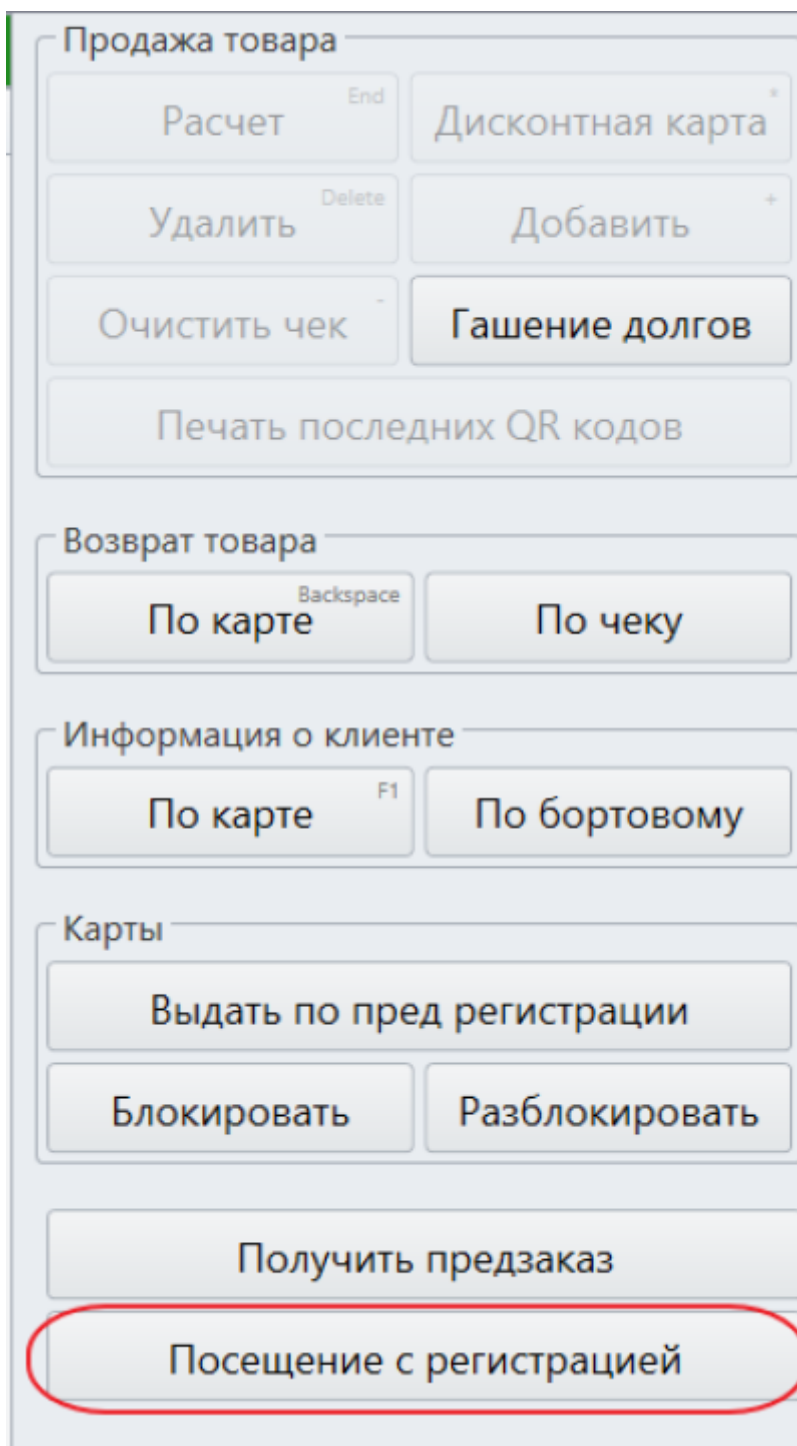 Продажа товара
Расчет End
Дисконтная карта *
Удалить Delete
Добавить +
Очистить чек -
Гашение долгов
Печать последних QR кодов
Возврат товара
По карте Backspace
По чеку
Информация о клиенте
По карте F1
По бортовому
Карты
Выдать по пред регистрации
Блокировать
Разблокировать
Получить предзаказ
Посещение с регистрацией